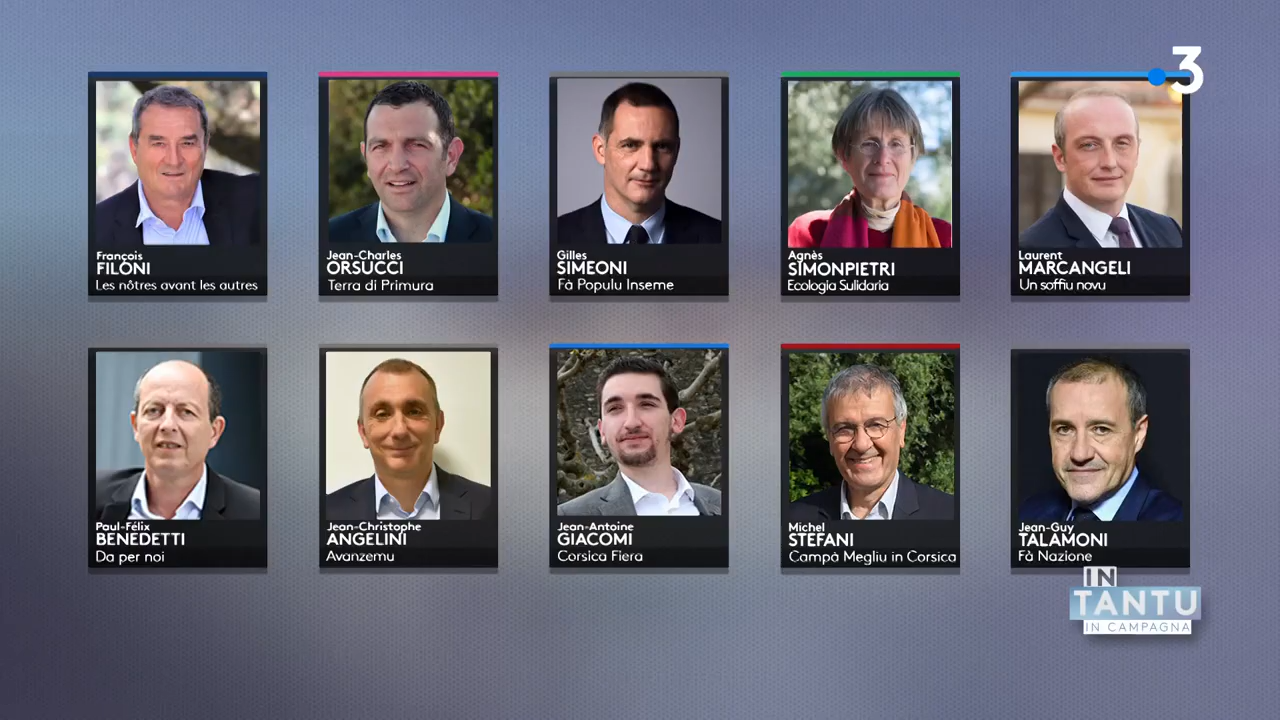 3
François
FILONI
Les nôtres avant les autres
Jean-Charles
ORSUCCI
Terra di Primura
Gilles
SIMEONI
Fà Populu Inseme
Agnès
SIMONPIETRI
Ecologia Sulidaria
Laurent
MARCANGELI
Un soffiu novu
Paul-Félix
BENEDETTI
Da per noi
Jean-Christophe
ANGELINI
Avanzemu
Jean-Antoine
GIACOMI
Corsica Fiera
Michel
STEFANI
Campà Megliu in Corsica
Jean-Guy
TALAMONI
Fà Nazione
IN
TANTU
IN CAMPAGNA